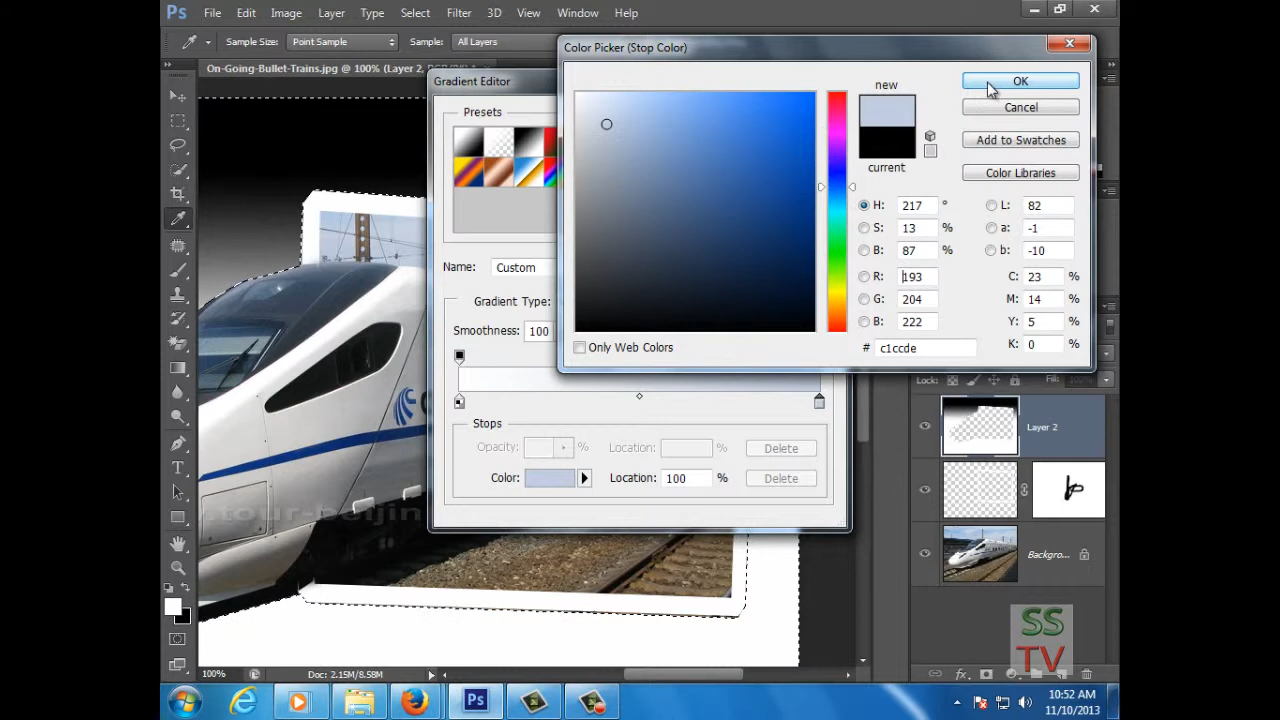 Ps File Edit Image Layer Type Select Filter 3D View Window Help
Sample Size: Point Sample Sample: All Layers
On-Going-Bullet-Trains.jpg @ 100% (Layer 2,
Gradient Editor
Presets
Name: Custom
Gradient Type:
Smoothness: 100
Stops
Opacity: % Location: % Delete
Color: Location: 100 % Delete
Color Picker (Stop Color)
new
current
OK
Cancel
Add to Swatches
Color Libraries
H: 217 ° L: 82
S: 13 % a: -1
B: 87 % b: -10
R: 193 C: 23 %
G: 204 M: 14 %
B: 222 Y: 5 %
K: 0 %
Only Web Colors # c1ccde
Lock: Fill: 100%
Layer 2
Backgro...
tour-beijin
SS
TV
100% Doc: 2.15M/8.58M
Ps
10:52 AM
11/10/2013